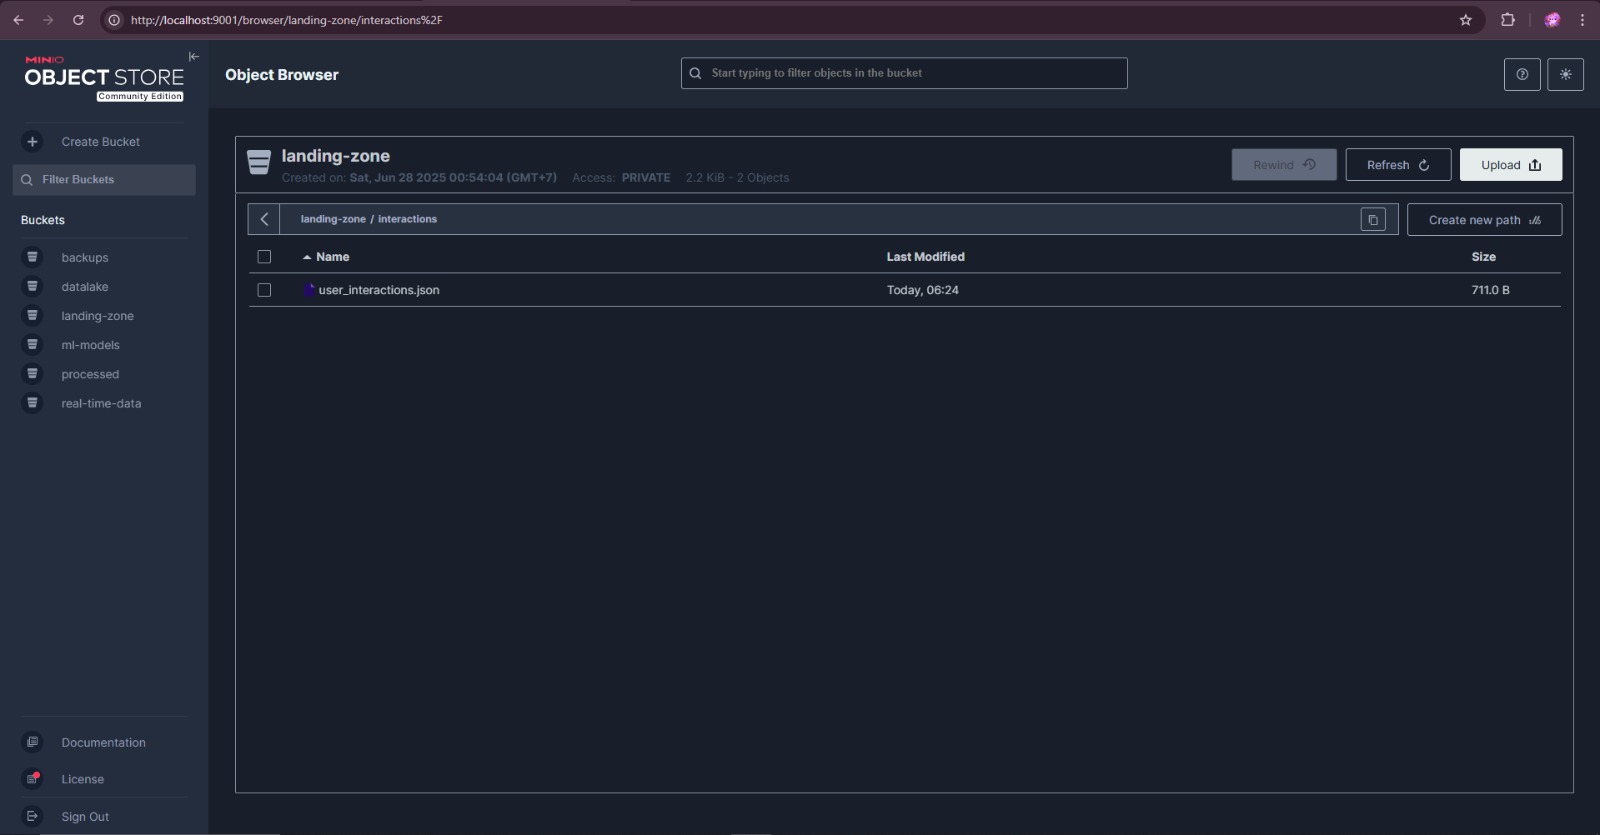 http://localhost:9001/browser/landing-zone/interactions%2F
MINIO
OBJECT STORE
Community Edition
Object Browser
Start typing to filter objects in the bucket
Create Bucket
Filter Buckets
Buckets
backups
datalake
landing-zone
ml-models
processed
real-time-data
Documentation
License
Sign Out
landing-zone
Created on: Sat, Jun 28 2025 00:54:04 (GMT+7) Access: PRIVATE 2.2 KiB - 2 Objects
Rewind
Refresh
Upload
landing-zone / interactions
Create new path
Name Last Modified Size
user_interactions.json Today, 06:24 711.0 B